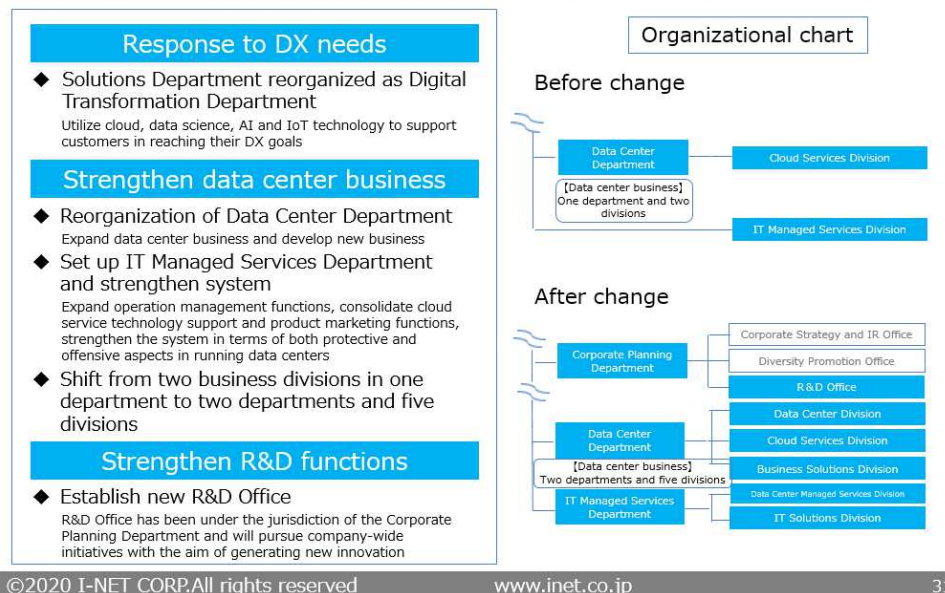 Response to DX needs
◆ Solutions Department reorganized as Digital
Transformation Department
Utilize cloud, data science, AI and IoT technology to support
customers in reaching their DX goals
Strengthen data center business
◆ Reorganization of Data Center Department
Expand data center business and develop new business
◆ Set up IT Managed Services Department
and strengthen system
Expand operation management functions, consolidate cloud
service technology support and product marketing functions,
strengthen the system in terms of both protective and
offensive aspects in running data centers
◆ Shift from two business divisions in one
department to two departments and five
divisions
Strengthen R&D functions
◆ Establish new R&D Office
R&D Office has been under the jurisdiction of the Corporate
Planning Department and will pursue company-wide
initiatives with the aim of generating new innovation
Organizational chart
Before change
Data Center
Department
Cloud Services Division
【Data center business】
One department and two
divisions
IT Managed Services Division
After change
Corporate Planning
Department
Corporate Strategy and IR Office
Diversity Promotion Office
R&D Office
Data Center
Department
Data Center Division
Cloud Services Division
Business Solutions Division
【Data center business】
Two departments and five divisions
IT Managed Services
Department
Data Center Managed Services Division
IT Solutions Division
©2020 I-NET CORP.All rights reserved
www.inet.co.jp